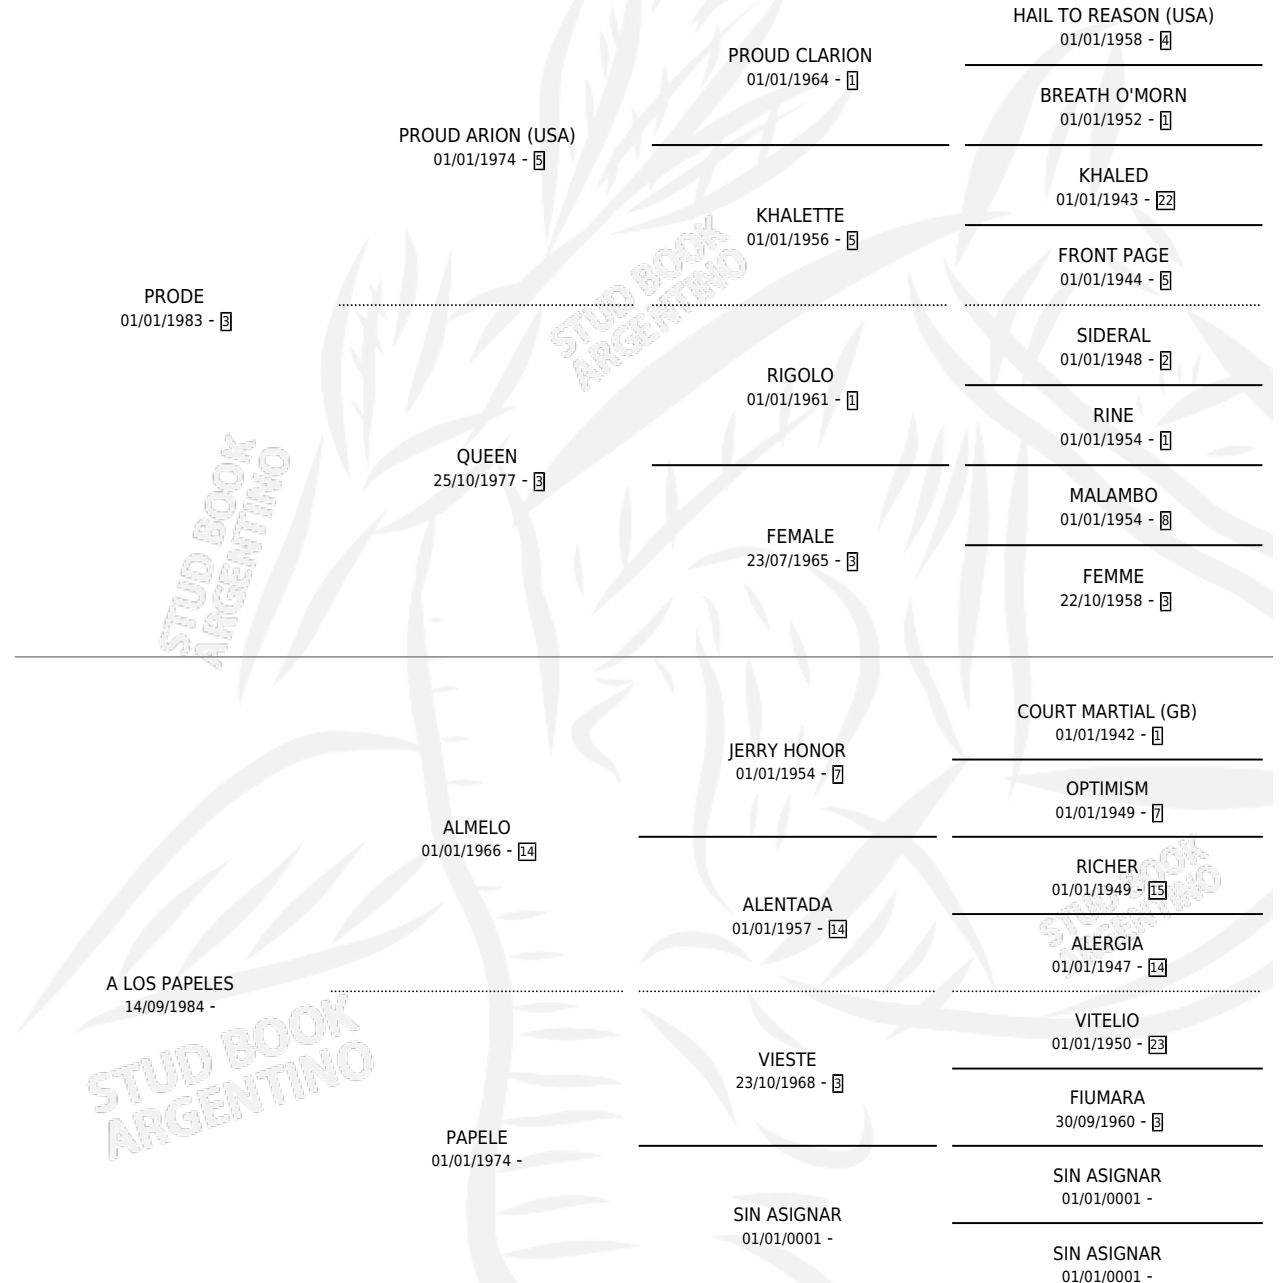 HAIL TO REASON (USA)
01/01/1958 - 4
PROUD CLARION
01/01/1964 - 1
BREATH O'MORN
01/01/1952 - 1
PROUD ARION (USA)
01/01/1974 - 5
KHALED
01/01/1943 - 22
KHALETTE
01/01/1956 - 5
FRONT PAGE
01/01/1944 - 5
PRODE
01/01/1983 - 3
SIDERAL
01/01/1948 - 2
RIGOLO
01/01/1961 - 1
RINE
01/01/1954 - 1
QUEEN
25/10/1977 - 3
MALAMBO
01/01/1954 - 8
FEMALE
23/07/1965 - 3
FEMME
22/10/1958 - 3
COURT MARTIAL (GB)
01/01/1942 - 1
JERRY HONOR
01/01/1954 - 7
OPTIMISM
01/01/1949 - 7
ALMELO
01/01/1966 - 14
RICHER
01/01/1949 - 15
ALENTADA
01/01/1957 - 14
ALERGIA
01/01/1947 - 14
A LOS PAPELES
14/09/1984 -
VITELIO
01/01/1950 - 23
VIESTE
23/10/1968 - 3
FIUMARA
30/09/1960 - 3
PAPELE
01/01/1974 -
SIN ASIGNAR
01/01/0001 -
SIN ASIGNAR
01/01/0001 -
SIN ASIGNAR
01/01/0001 -
STUD BOOK
ARGENTINO
STUD BOOK
ARGENTINO
STUD BOOK
ARGENTINO
STUD BOOK
ARGENTINO